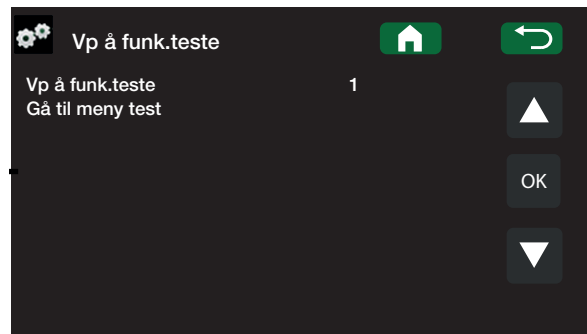 Vp å funk.teste
Vp å funk.teste 1
Gå til meny test
OK